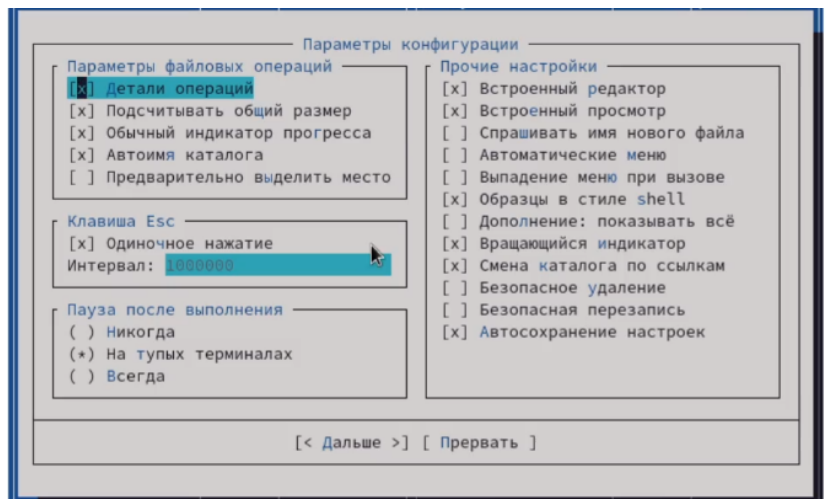 Параметры конфигурации
Параметры файловых операций
[x] Детали операций
[x] Подсчитывать общий размер
[x] Обычный индикатор прогресса
[x] Автоимя каталога
[ ] Предварительно выделить место
Клавиша Esc
[x] Одиночное нажатие
Интервал: 1000000
Пауза после выполнения
( ) Никогда
(*) На тупых терминалах
( ) Всегда
Прочие настройки
[x] Встроенный редактор
[x] Встроенный просмотр
[ ] Спрашивать имя нового файла
[ ] Автоматические меню
[ ] Выпадение меню при вызове
[x] Образцы в стиле shell
[ ] Дополнение: показывать всё
[x] Вращающийся индикатор
[x] Смена каталога по ссылкам
[ ] Безопасное удаление
[ ] Безопасная перезапись
[x] Автосохранение настроек
[< Дальше >] [ Прервать ]